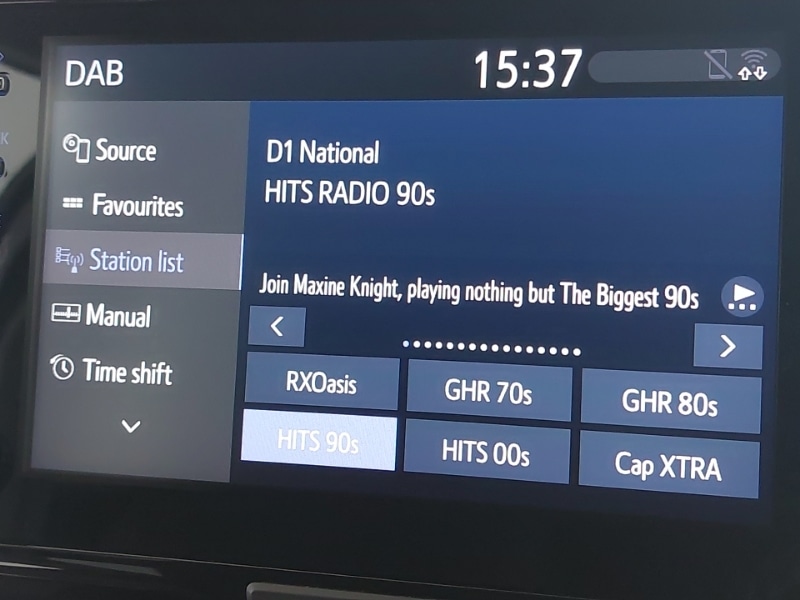 DAB
15:37
Source
Favourites
Station list
Manual
Time shift
D1 National
HITS RADIO 90s
Join Maxine Knight, playing nothing but The Biggest 90s
RXOasis
GHR 70s
GHR 80s
HITS 90s
HITS 00s
Cap XTRA